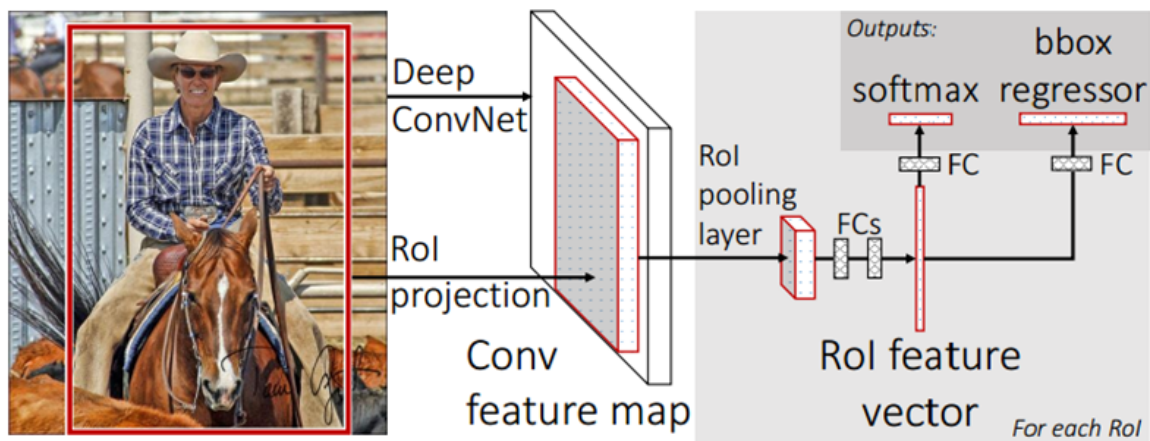 Deep
ConvNet
RoI
projection
Conv
feature map
RoI
pooling
layer
FCs
Outputs:
softmax
bbox
regressor
FC
FC
RoI feature
vector
For each RoI